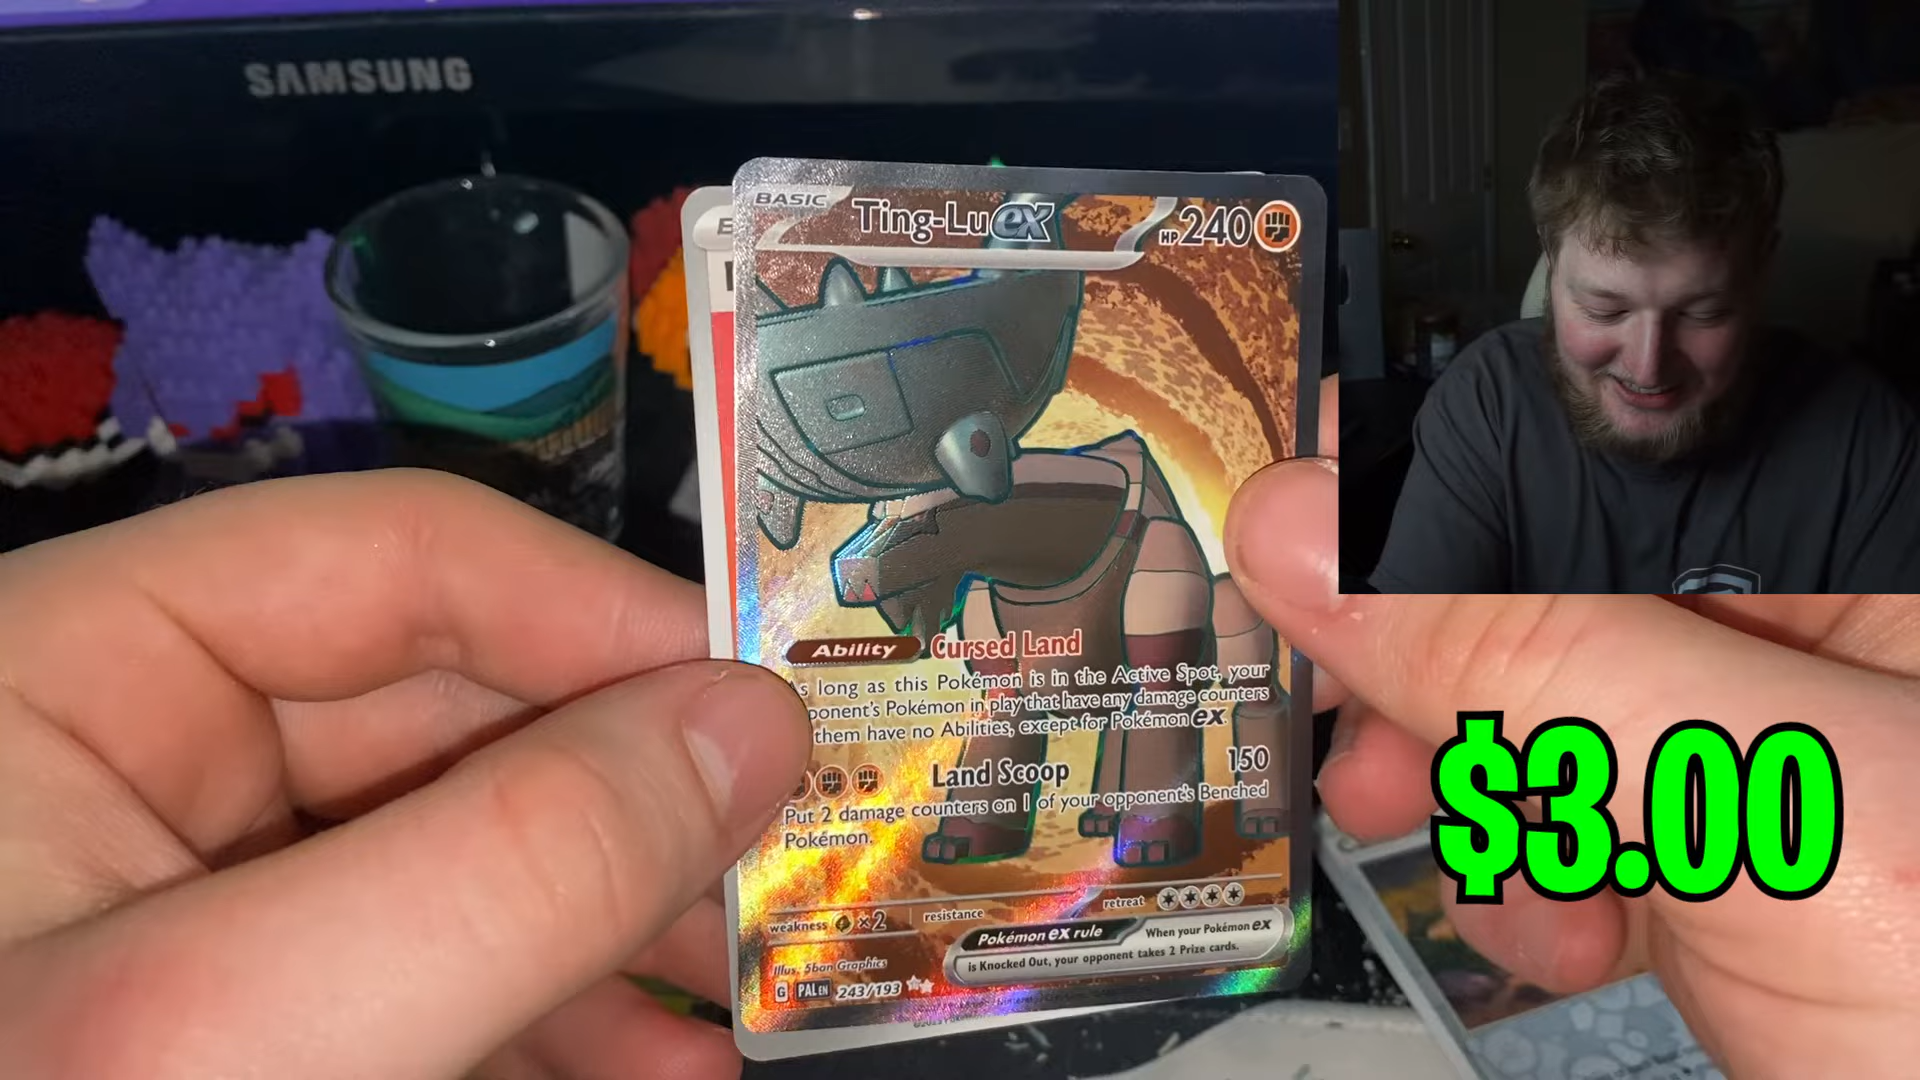 SAMSUNG
BASIC Ting-Lu ex HP 240
Ability Cursed Land
s long as this Pokémon is in the Active Spot, your
ponent's Pokémon in play that have any damage counters
them have no Abilities, except for Pokémon ex.
Land Scoop 150
Put 2 damage counters on 1 of your opponent's Benched
Pokémon.
weakness ×2 resistance retreat
Pokémon ex rule When your Pokémon ex
is Knocked Out, your opponent takes 2 Prize cards.
Illus. 5ban Graphics
G PAL EN 243/193
$3.00